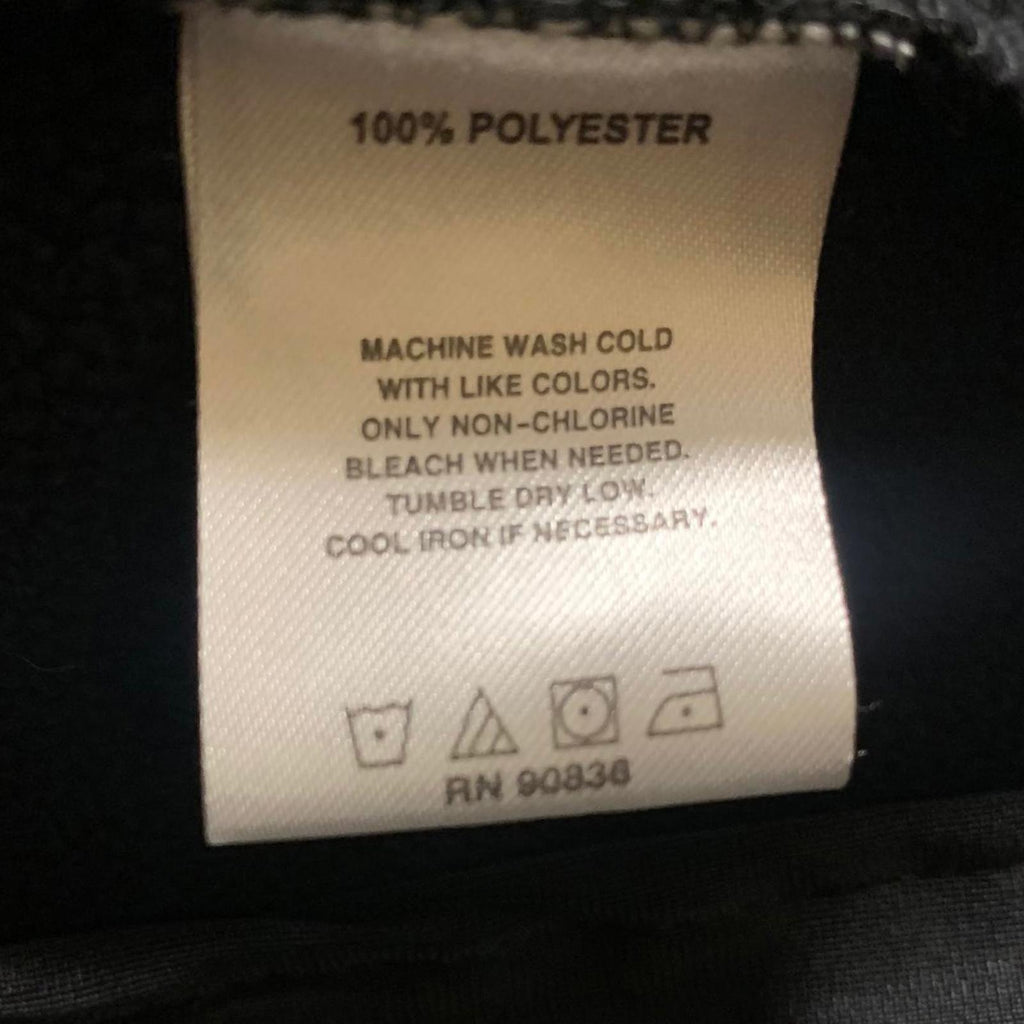 100% POLYESTER
MACHINE WASH COLD
WITH LIKE COLORS.
ONLY NON-CHLORINE
BLEACH WHEN NEEDED.
TUMBLE DRY LOW.
COOL IRON IF NECESSARY.
RN 90836